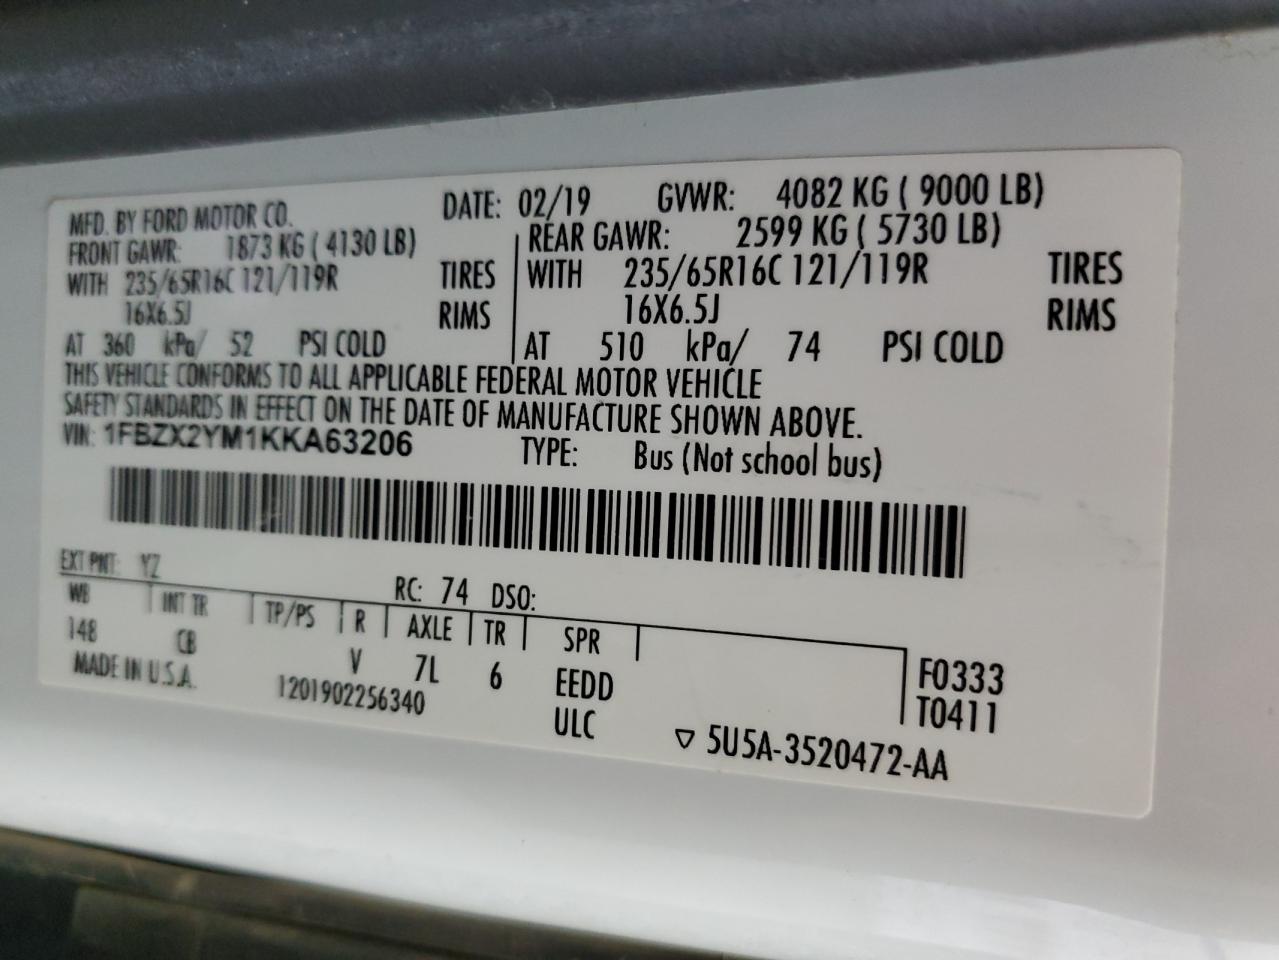 MFD. BY FORD MOTOR CO. DATE: 02/19 GVWR: 4082 KG ( 9000 LB)
FRONT GAWR: 1873 KG ( 4130 LB) REAR GAWR: 2599 KG ( 5730 LB)
WITH 235/65R16C 121/119R TIRES WITH 235/65R16C 121/119R TIRES
16X6.5J RIMS 16X6.5J RIMS
AT 360 kPa/ 52 PSI COLD AT 510 kPa/ 74 PSI COLD
THIS VEHICLE CONFORMS TO ALL APPLICABLE FEDERAL MOTOR VEHICLE
SAFETY STANDARDS IN EFFECT ON THE DATE OF MANUFACTURE SHOWN ABOVE.
VIN: 1FBZX2YM1KKA63206 TYPE: Bus (Not school bus)
EXT PNT: YZ RC: 74 DSO:
WB INT TR TP/PS R AXLE TR SPR
148 CB V 7L 6 EEDD F0333
MADE IN U.S.A. 1201902256340 ULC T0411
▽ 5U5A-3520472-AA